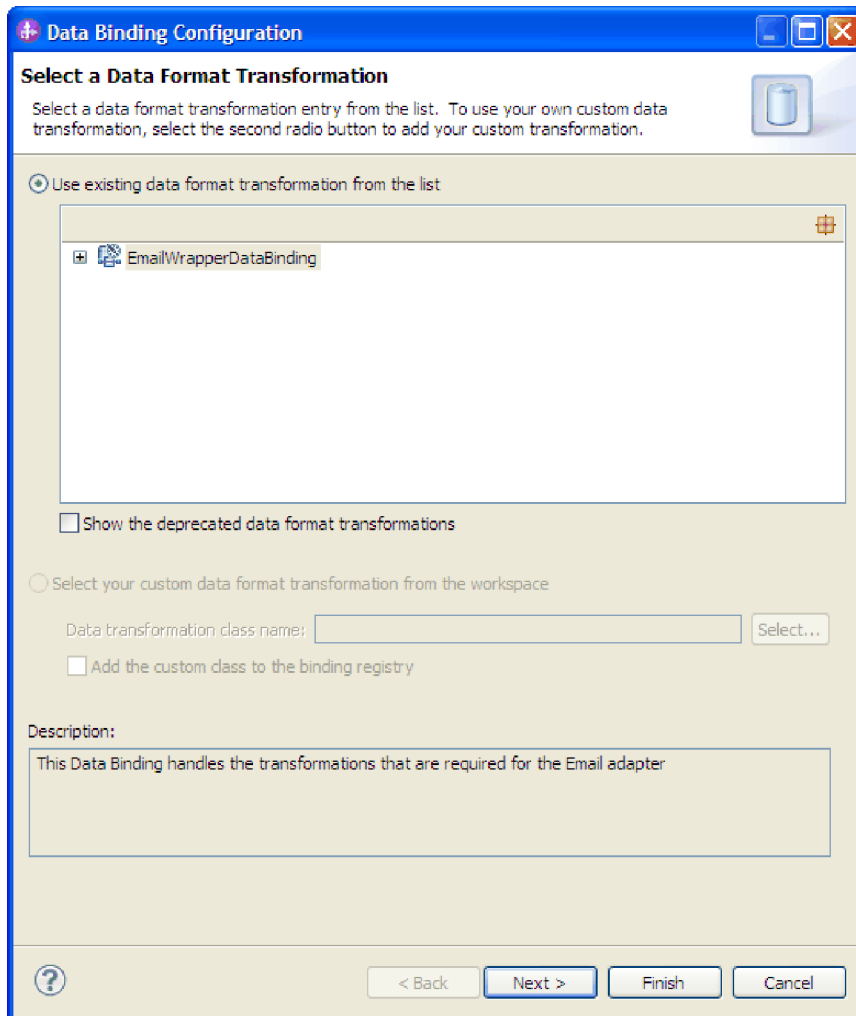 Data Binding Configuration
Select a Data Format Transformation
Select a data format transformation entry from the list. To use your own custom data
transformation, select the second radio button to add your custom transformation.
Use existing data format transformation from the list
EmailWrapperDataBinding
Show the deprecated data format transformations
Select your custom data format transformation from the workspace
Data transformation class name:
Select...
Add the custom class to the binding registry
Description:
This Data Binding handles the transformations that are required for the Email adapter
?
< Back
Next >
Finish
Cancel